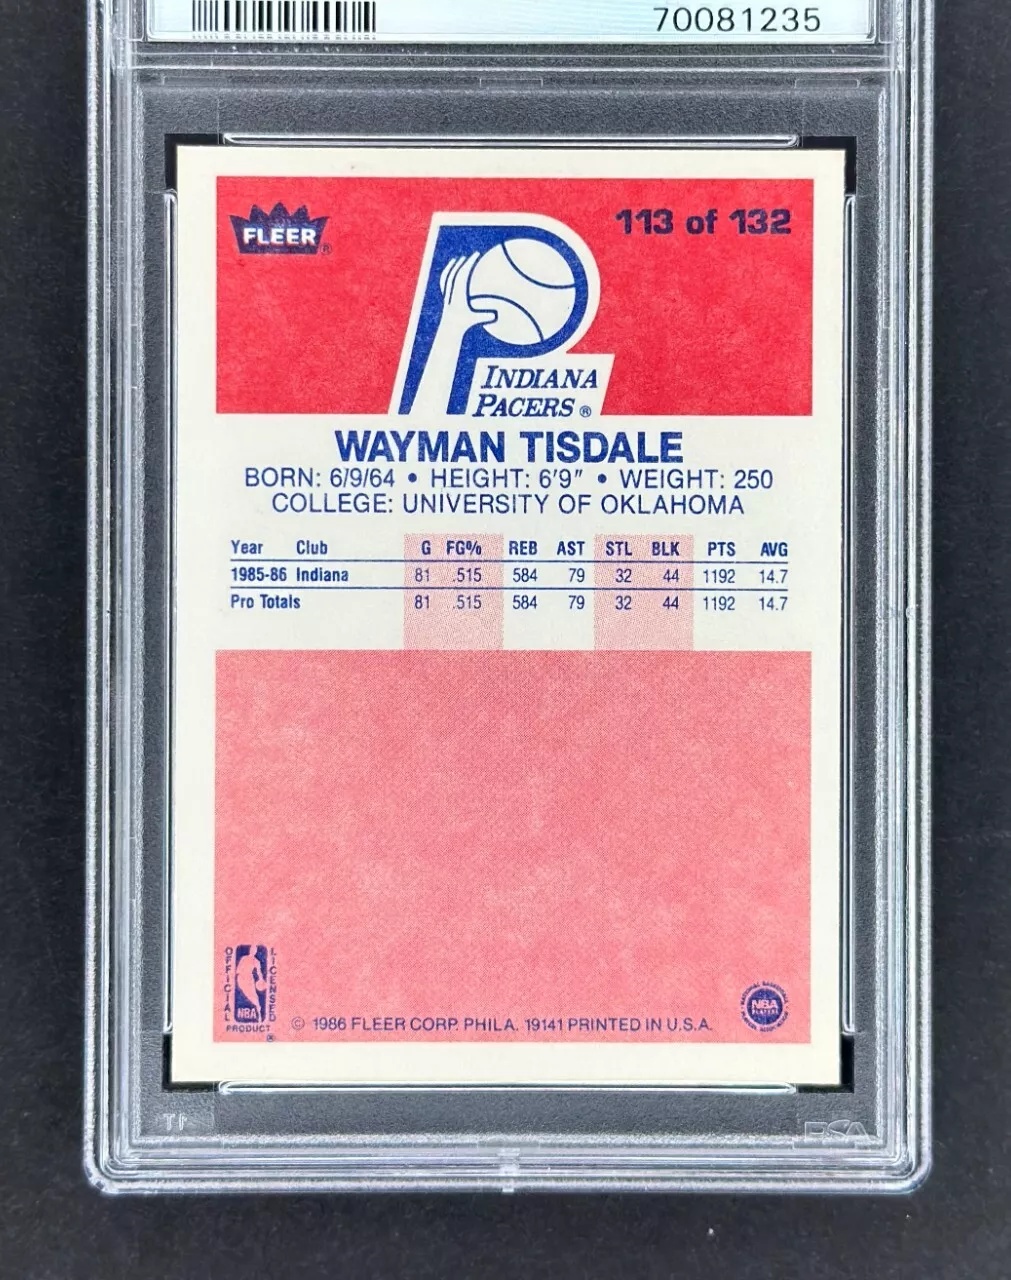 70081235
FLEER ®
113 of 132
INDIANA
PACERS ®
WAYMAN TISDALE
BORN: 6/9/64 • HEIGHT: 6'9" • WEIGHT: 250
COLLEGE: UNIVERSITY OF OKLAHOMA
Year Club G FG% REB AST STL BLK PTS AVG
1985-86 Indiana 81 .515 584 79 32 44 1192 14.7
Pro Totals 81 .515 584 79 32 44 1192 14.7
OFFICIAL
LICENSED
NBA
PRODUCT
®
© 1986 FLEER CORP. PHILA. 19141 PRINTED IN U.S.A.
NBA
PLAYERS
PSA